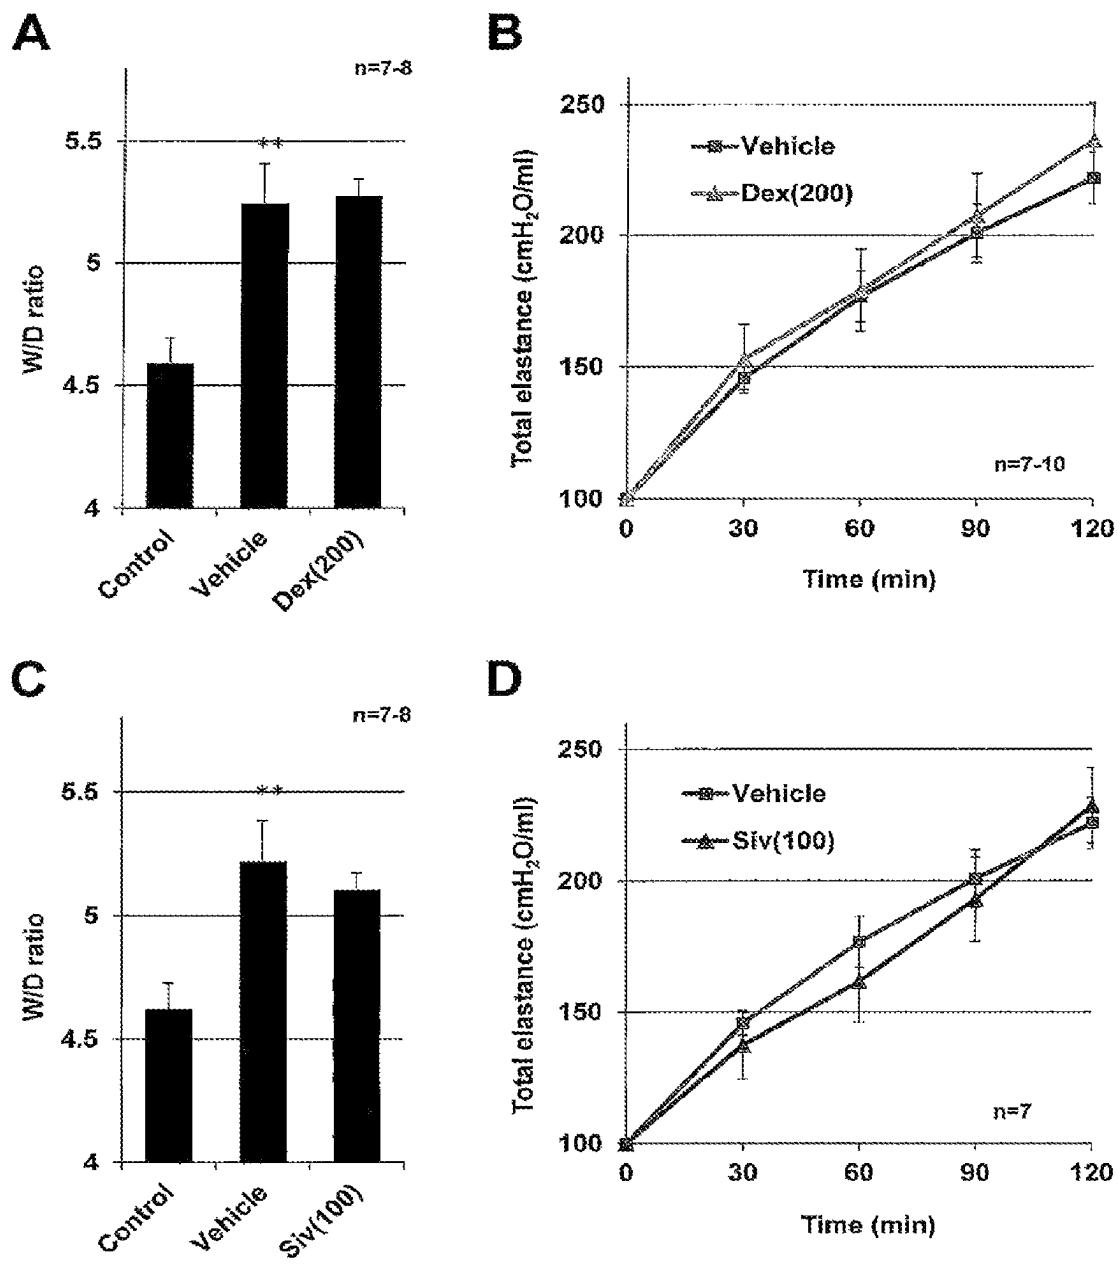 A
n=7-8
5.5
**
5
4.5
4
W/D ratio
Control
Vehicle
Dex(200)
B
250
200
150
100
Total elastance (cmH2O/ml)
Vehicle
Dex(200)
n=7-10
0 30 60 90 120
Time (min)
C
n=7-8
5.5
**
5
4.5
4
W/D ratio
Control
Vehicle
Siv(100)
D
250
200
150
100
Total elastance (cmH2O/ml)
Vehicle
Siv(100)
n=7
0 30 60 90 120
Time (min)